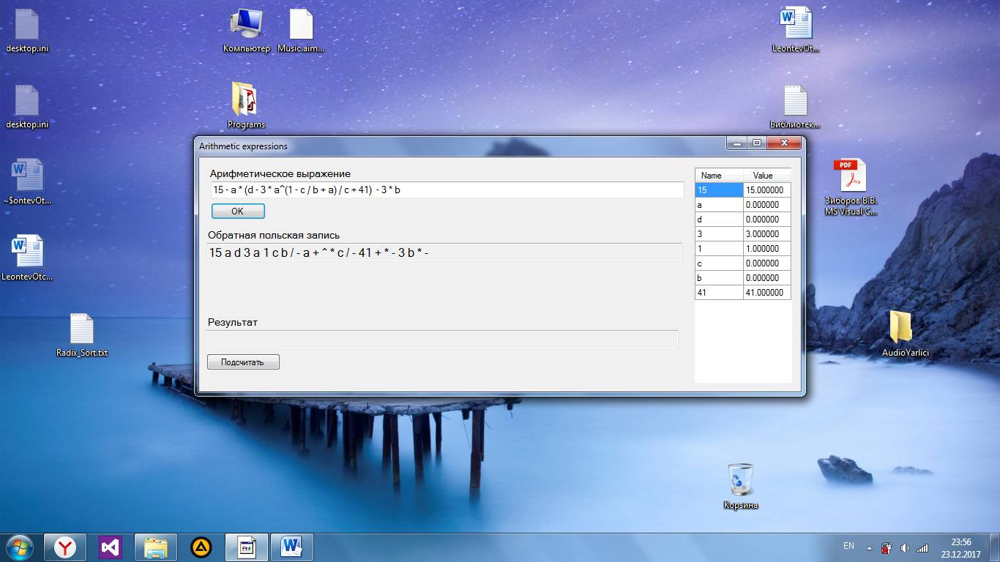 desktop.ini
Компьютер
Music.aim...
LeontevOt...
desktop.ini
Programs
Библиотек...
~$ontevOt...
Зиборов В.В.
MS Visual C...
LeontevOtc...
Radix_Sort.txt
AudioYarlici
Корзина
Arithmetic expressions
Арифметическое выражение
15 - a * (d - 3 * a^(1 - c / b + a) / c + 41) - 3 * b
OK
Обратная польская запись
15 a d 3 a 1 c b / - a + ^ * c / - 41 + * - 3 b * -
Результат
Подсчитать
Name Value
15 15.000000
a 0.000000
d 0.000000
3 3.000000
1 1.000000
c 0.000000
b 0.000000
41 41.000000
PDF
EN
23:56
23.12.2017